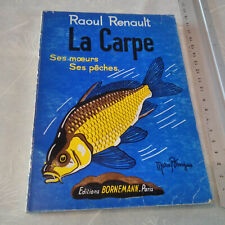 Raoul Renault
La Carpe
Ses mœurs
Ses pêches
Editions BORNEMANN, Paris